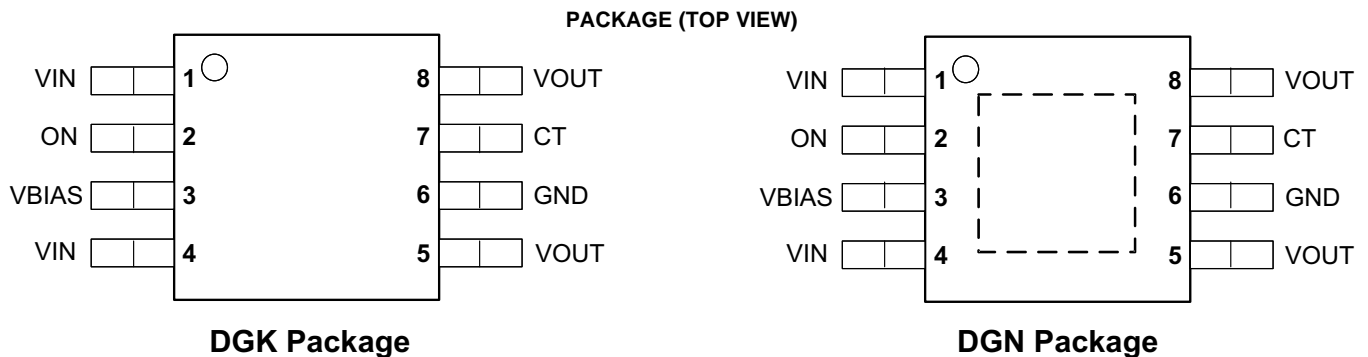 PACKAGE (TOP VIEW)
VIN 1 8 VOUT
ON 2 7 CT
VBIAS 3 6 GND
VIN 4 5 VOUT
DGK Package
VIN 1 8 VOUT
ON 2 7 CT
VBIAS 3 6 GND
VIN 4 5 VOUT
DGN Package